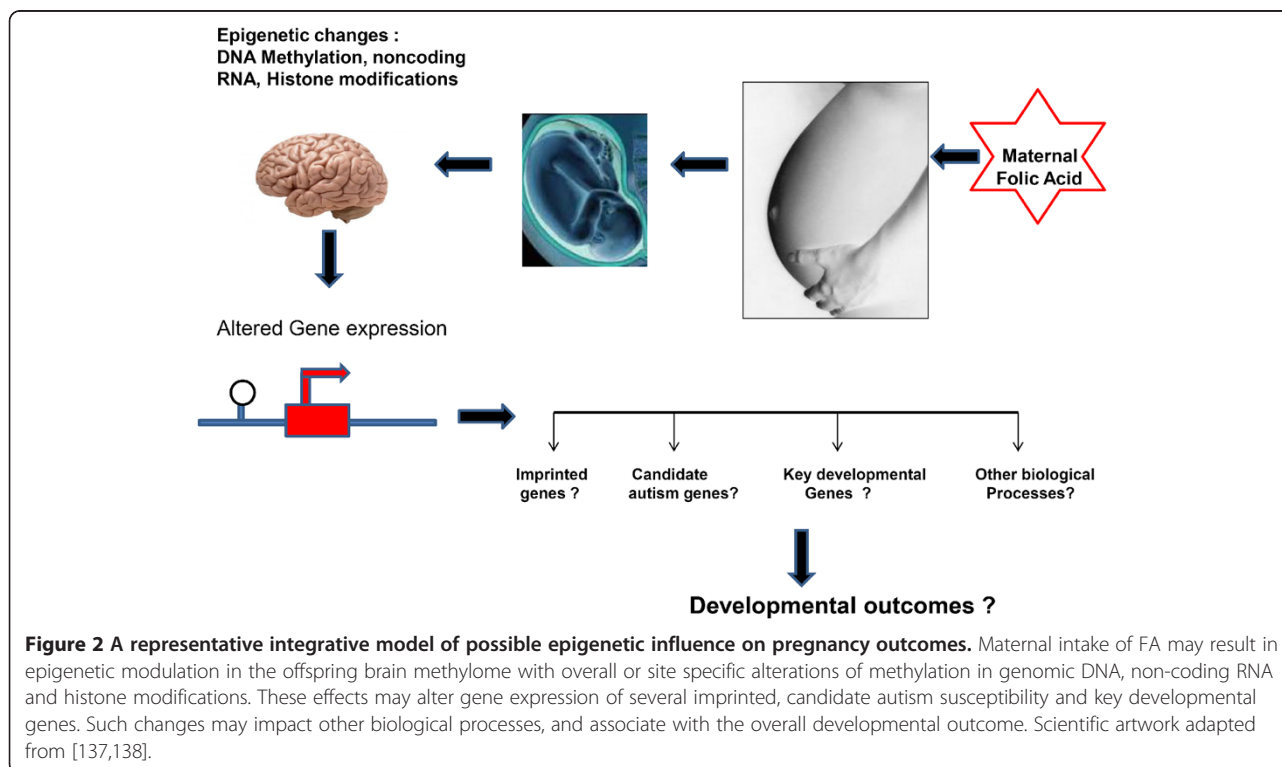 Epigenetic changes :
DNA Methylation, noncoding
RNA, Histone modifications
Maternal
Folic Acid
Altered Gene expression
Imprinted
genes ?
Candidate
autism genes?
Key developmental
Genes ?
Other biological
Processes?
Developmental outcomes ?
Figure 2 A representative integrative model of possible epigenetic influence on pregnancy outcomes. Maternal intake of FA may result in
epigenetic modulation in the offspring brain methylome with overall or site specific alterations of methylation in genomic DNA, non-coding RNA
and histone modifications. These effects may alter gene expression of several imprinted, candidate autism susceptibility and key developmental
genes. Such changes may impact other biological processes, and associate with the overall developmental outcome. Scientific artwork adapted
from [137,138].